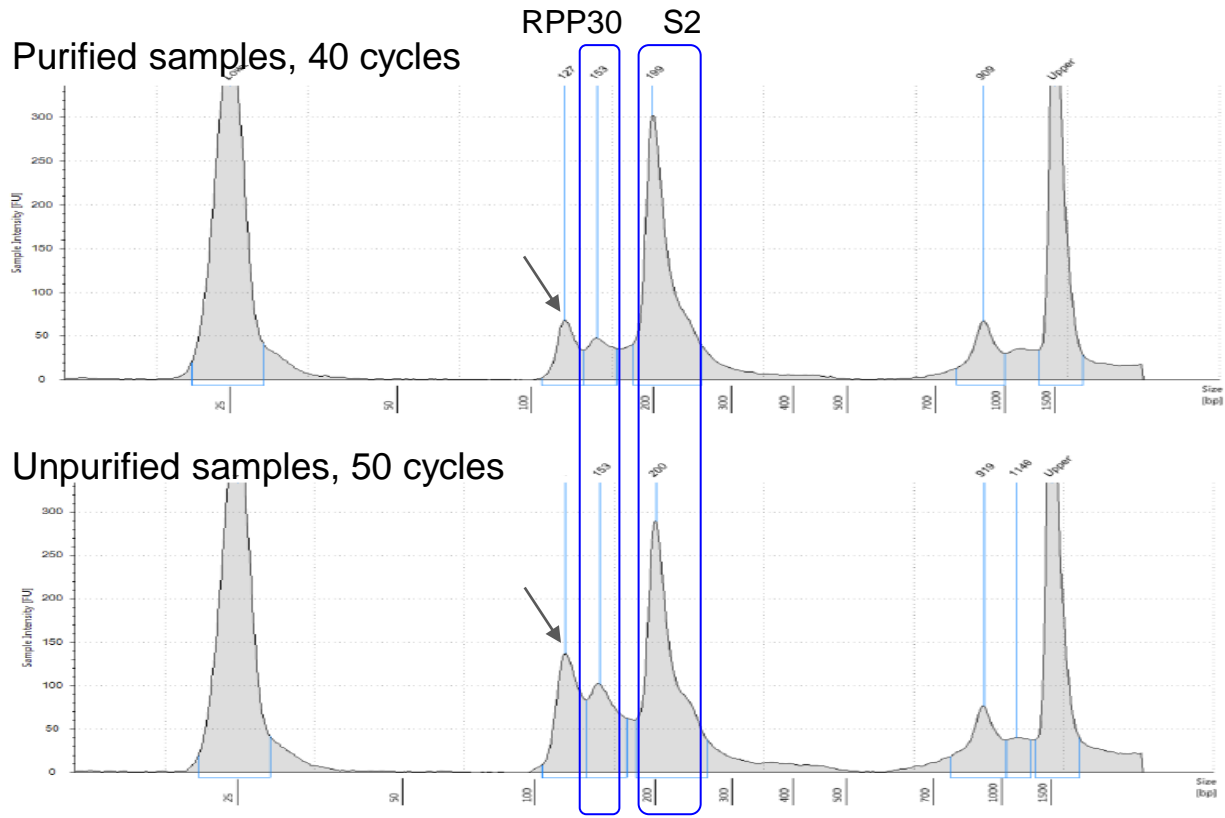 RPP30 S2
Purified samples, 40 cycles
127 153 199 909 Upper
Sample Intensity [FU]
300
250
200
150
100
50
0
25 50 100 200 300 400 500 700 1000 1500
Size [bp]
Unpurified samples, 50 cycles
153 200 919 1146 Upper
Sample Intensity [FU]
300
250
200
150
100
50
0
25 50 100 200 300 400 500 700 1000 1500
Size [bp]